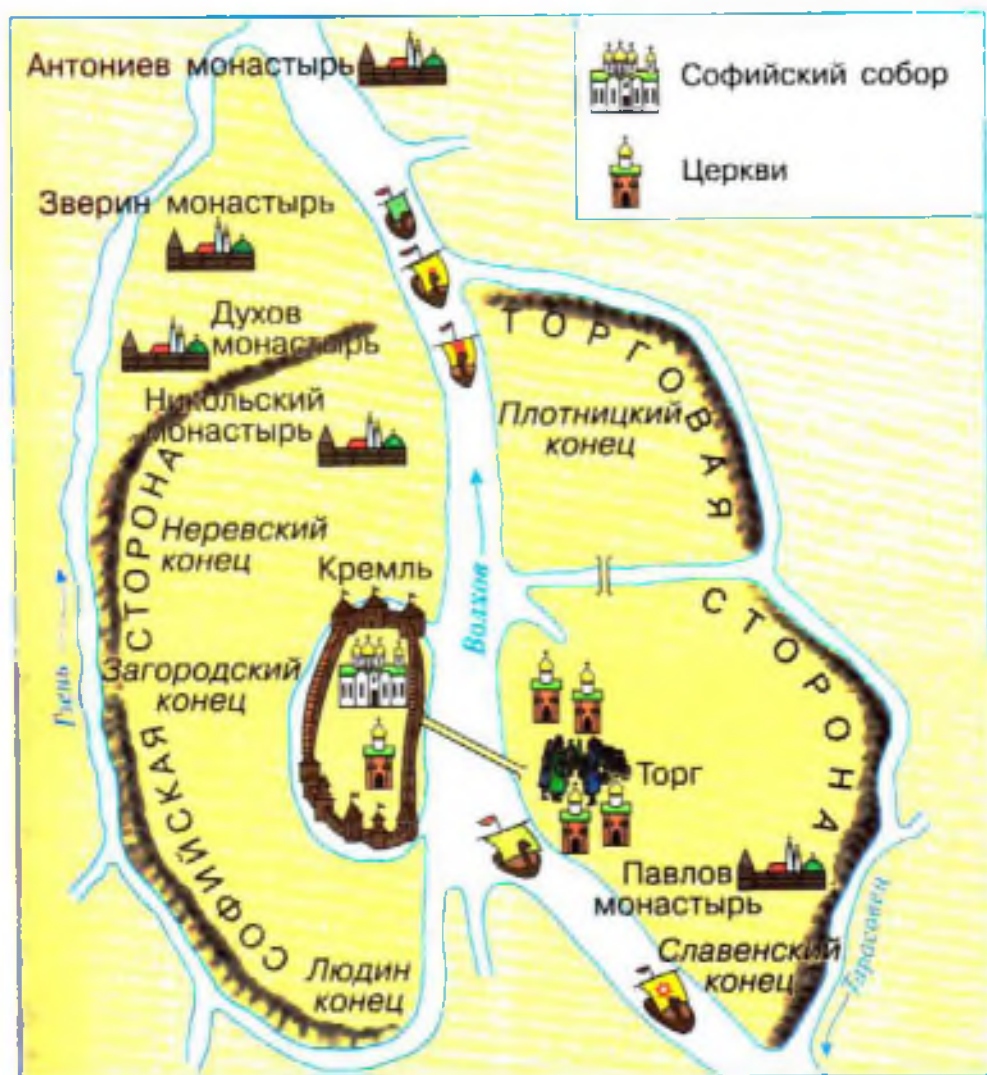 Антониев монастырь
Софийский собор
Церкви
Зверин монастырь
Духов
монастырь
ТОРГОВАЯ
СТОРОНА
Никольский
монастырь
Плотницкий
конец
СОФИЙСКАЯ СТОРОНА
Неревский
конец
Кремль
Волхов
Гзень
Загородский
конец
Торг
Павлов
монастырь
Тарасовец
Славенский
конец
Людин
конец